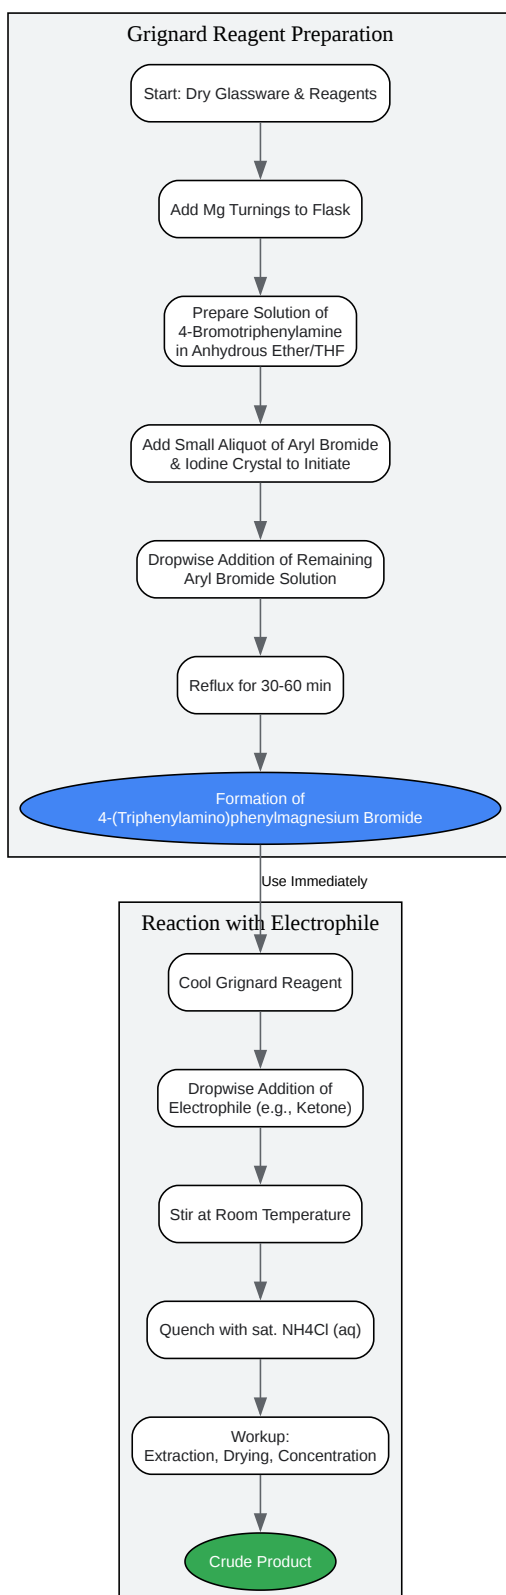 Grignard Reagent Preparation
Start: Dry Glassware & Reagents
Add Mg Turnings to Flask
Prepare Solution of
4-Bromotriphenylamine
in Anhydrous Ether/THF
Add Small Aliquot of Aryl Bromide
& Iodine Crystal to Initiate
Dropwise Addition of Remaining
Aryl Bromide Solution
Reflux for 30-60 min
Formation of
4-(Triphenylamino)phenylmagnesium Bromide
Use Immediately
Reaction with Electrophile
Cool Grignard Reagent
Dropwise Addition of
Electrophile (e.g., Ketone)
Stir at Room Temperature
Quench with sat. NH4Cl (aq)
Workup:
Extraction, Drying, Concentration
Crude Product